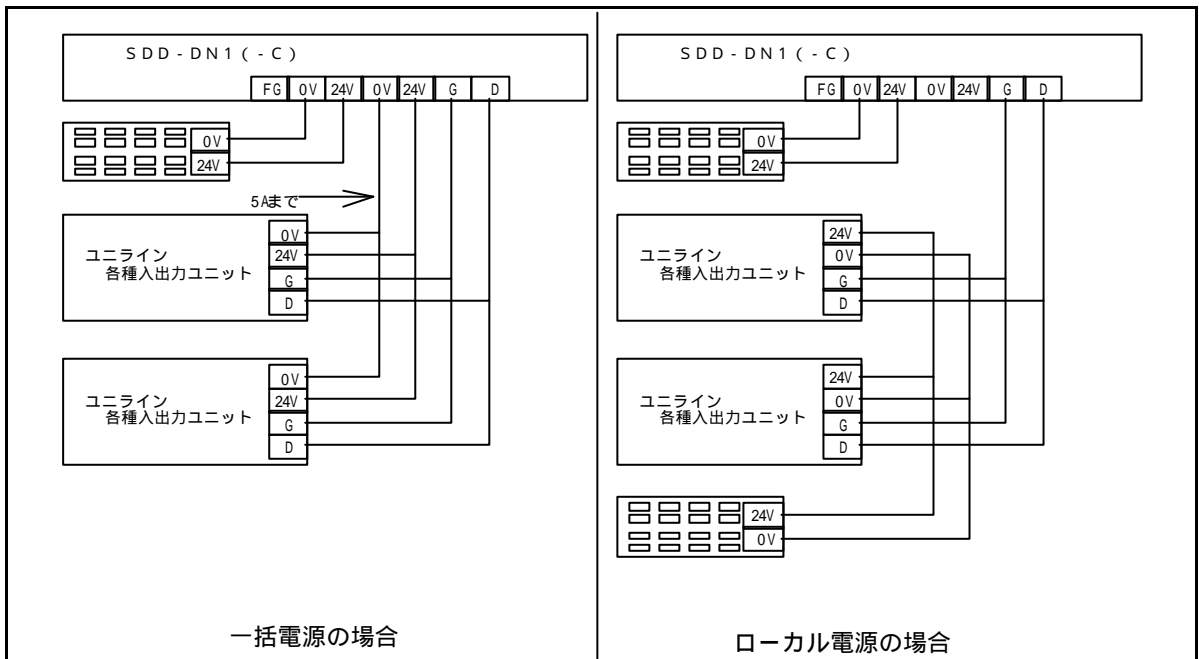 SDD-DN1(-C)
FG 0V 24V 0V 24V G D
0V
24V
5Aまで
ユニライン
各種入出力ユニット
0V
24V
G
D
ユニライン
各種入出力ユニット
0V
24V
G
D
一括電源の場合
SDD-DN1(-C)
FG 0V 24V 0V 24V G D
0V
24V
ユニライン
各種入出力ユニット
24V
0V
G
D
ユニライン
各種入出力ユニット
24V
0V
G
D
24V
0V
ローカル電源の場合